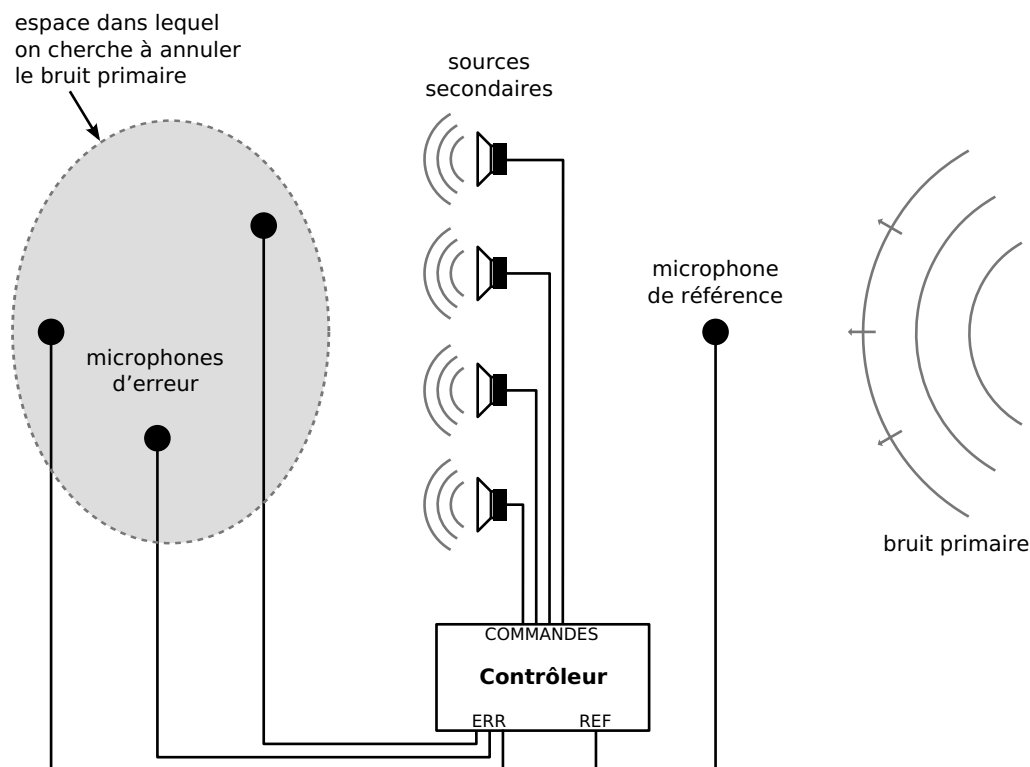 espace dans lequel
on cherche à annuler
le bruit primaire
sources
secondaires
microphone
de référence
microphones
d’erreur
bruit primaire
COMMANDES
Contrôleur
ERR
REF